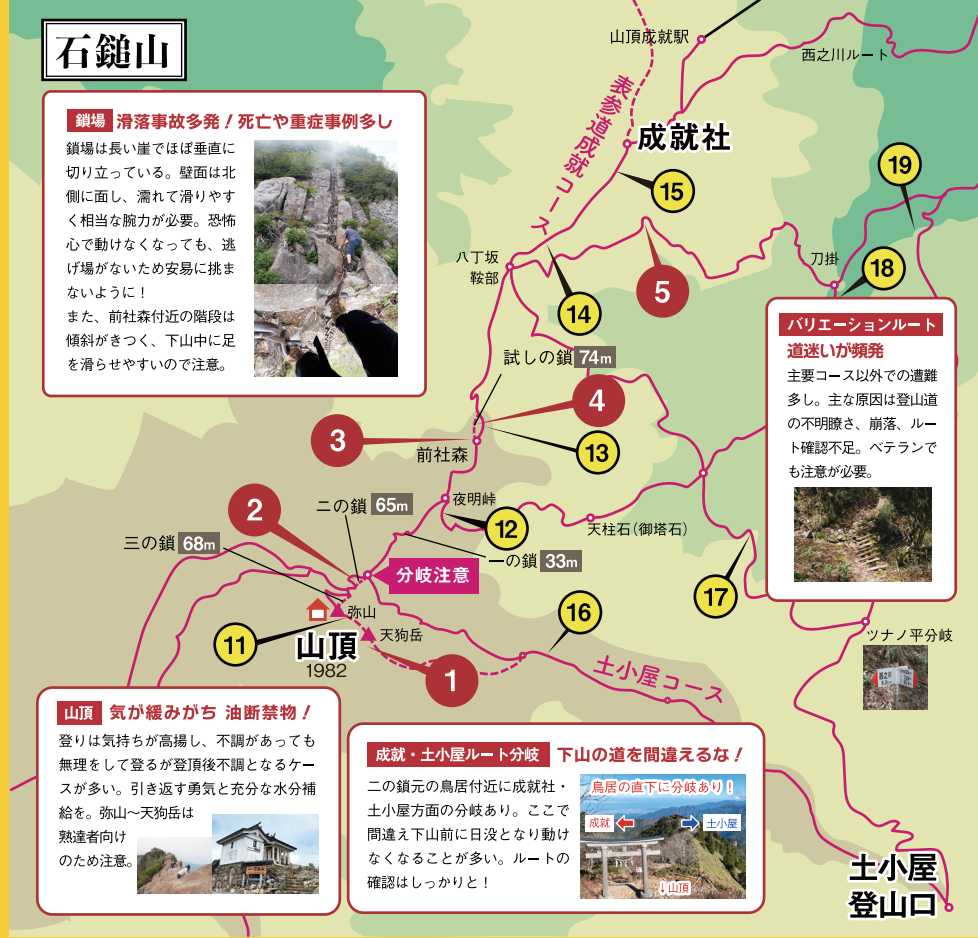 石鎚山
鎖場 滑落事故多発!死亡や重症事例多し
鎖場は長い崖でほぼ垂直に
切り立っている。壁面は北
側に面し、濡れて滑りやす
く相当な腕力が必要。恐怖
心で動けなくなっても、逃
げ場がないため安易に挑ま
ないように!
また、前社森付近の階段は
傾斜がきつく、下山中に足
を滑らせやすいので注意。
山頂成就駅
西之川ルート
表参道成就コース
成就社
15
19
八丁坂
鞍部
刀掛
18
14
5
バリエーションルート
道迷いが頻発
主要コース以外での遭難
多し。主な原因は登山道
の不明瞭さ、崩落、ルー
ト確認不足。ベテランで
も注意が必要。
試しの鎖 74m
4
3
13
前社森
2
二の鎖 65m
夜明峠
12
天柱石(御塔石)
三の鎖 68m
一の鎖 33m
分岐注意
17
弥山
16
11
天狗岳
山頂
1982
1
土小屋コース
ツナノ平分岐
西之川
山頂 気が緩みがち 油断禁物!
登りは気持ちが高揚し、不調があっても
無理をして登るが登頂後不調となるケー
スが多い。引き返す勇気と充分な水分補
給を。弥山〜天狗岳は
熟達者向け
のため注意。
成就・土小屋ルート分岐 下山の道を間違えるな!
二の鎖元の鳥居付近に成就社・
土小屋方面の分岐あり。ここで
間違え下山前に日没となり動け
なくなることが多い。ルートの
確認はしっかりと!
鳥居の直下に分岐あり!
成就 ← → 土小屋
↓山頂
土小屋
登山口